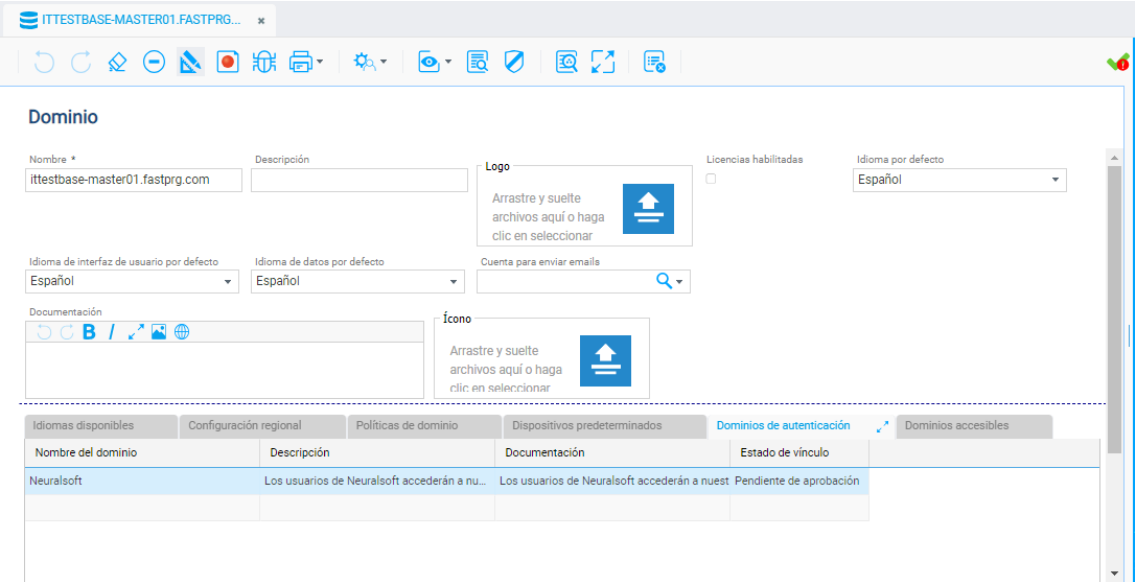 ITTESTBASE-MASTER01.FASTPRG...
Dominio
Nombre *
ittestbase-master01.fastprg.com
Descripción
Logo
Arrastre y suelte
archivos aquí o haga
clic en seleccionar
Licencias habilitadas
Idioma por defecto
Español
Idioma de interfaz de usuario por defecto
Español
Idioma de datos por defecto
Español
Cuenta para enviar emails
Documentación
B I
Ícono
Arrastre y suelte
archivos aquí o haga
clic en seleccionar
Idiomas disponibles
Configuración regional
Políticas de dominio
Dispositivos predeterminados
Dominios de autenticación
Dominios accesibles
Nombre del dominio
Descripción
Documentación
Estado de vínculo
Neuralsoft
Los usuarios de Neuralsoft accederán a nu...
Los usuarios de Neuralsoft accederán a nuest
Pendiente de aprobación